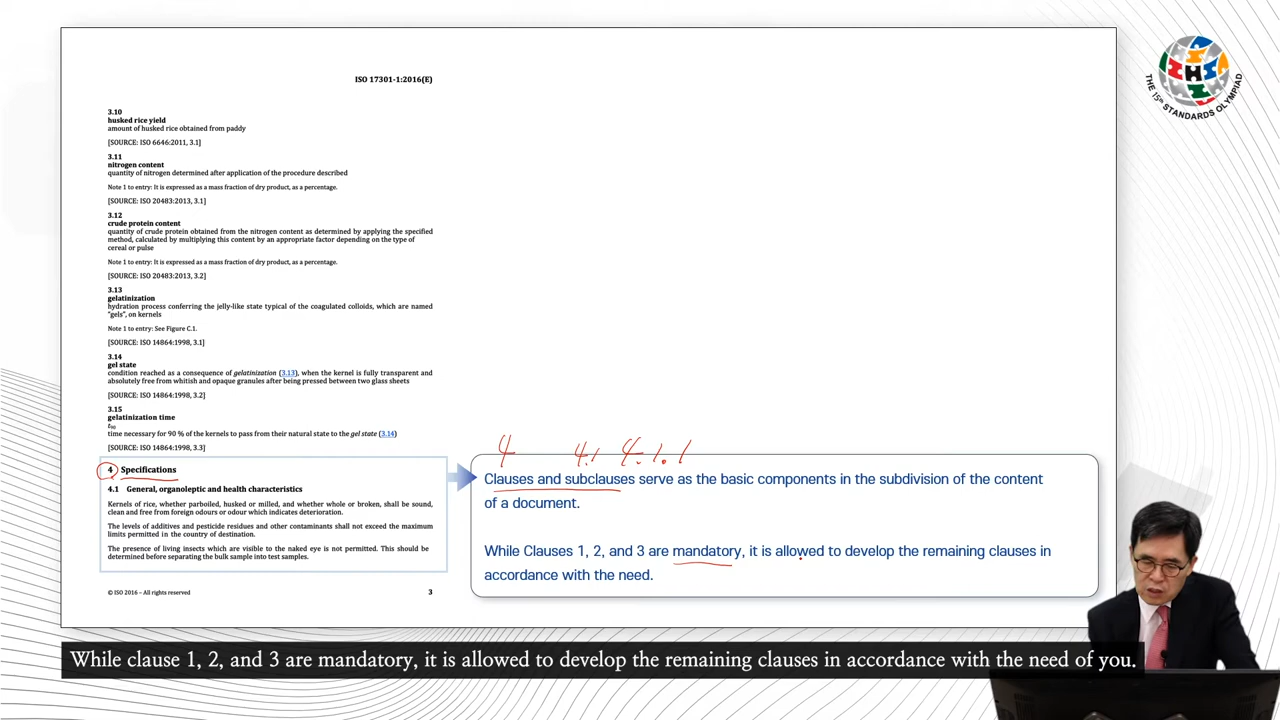 ISO 17301-1:2016(E)
3.10
husked rice yield
amount of husked rice obtained from paddy
[SOURCE: ISO 6646:2011, 3.1]
3.11
nitrogen content
quantity of nitrogen determined after application of the procedure described
Note 1 to entry: It is expressed as a mass fraction of dry product, as a percentage.
[SOURCE: ISO 20483:2013, 3.1]
3.12
crude protein content
quantity of crude protein obtained from the nitrogen content as determined by applying the specified
method, calculated by multiplying this content by an appropriate factor depending on the type of
cereal or pulse
Note 1 to entry: It is expressed as a mass fraction of dry product, as a percentage.
[SOURCE: ISO 20483:2013, 3.2]
3.13
gelatinization
hydration process conferring the jelly-like state typical of the coagulated colloids, which are named
"gels", on kernels
Note 1 to entry: See Figure C.1.
[SOURCE: ISO 14864:1998, 3.1]
3.14
gel state
condition reached as a consequence of gelatinization (3.13), when the kernel is fully transparent and
absolutely free from whitish and opaque granules after being pressed between two glass sheets
[SOURCE: ISO 14864:1998, 3.2]
3.15
gelatinization time
t90
time necessary for 90 % of the kernels to pass from their natural state to the gel state (3.14)
[SOURCE: ISO 14864:1998, 3.3]
4 Specifications
4.1 General, organoleptic and health characteristics
Kernels of rice, whether parboiled, husked or milled, and whether whole or broken, shall be sound,
clean and free from foreign odours or odour which indicates deterioration.
The levels of additives and pesticide residues and other contaminants shall not exceed the maximum
limits permitted in the country of destination.
The presence of living insects which are visible to the naked eye is not permitted. This should be
determined before separating the bulk sample into test samples.
© ISO 2016 – All rights reserved
3
4 4.1 4.1.1
Clauses and subclauses serve as the basic components in the subdivision of the content
of a document.
While Clauses 1, 2, and 3 are mandatory, it is allowed to develop the remaining clauses in
accordance with the need.
H
THE 15th STANDARDS OLYMPIAD
While clause 1, 2, and 3 are mandatory, it is allowed to develop the remaining clauses in accordance with the need of you.